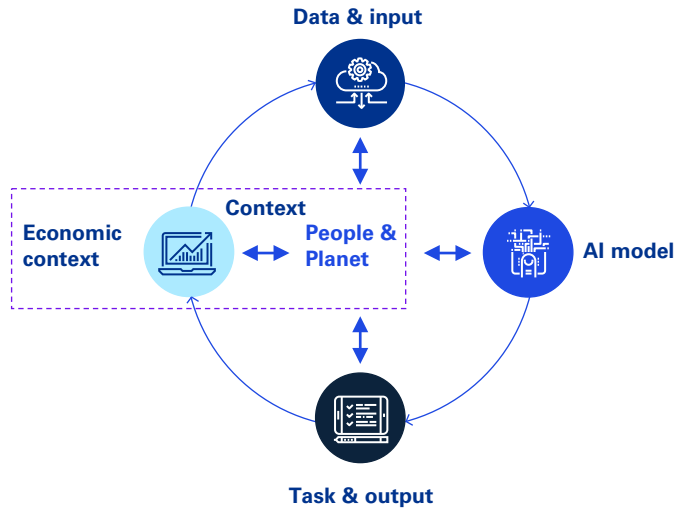 Data & input
Context
Economic
context
People &
Planet
AI model
Task & output